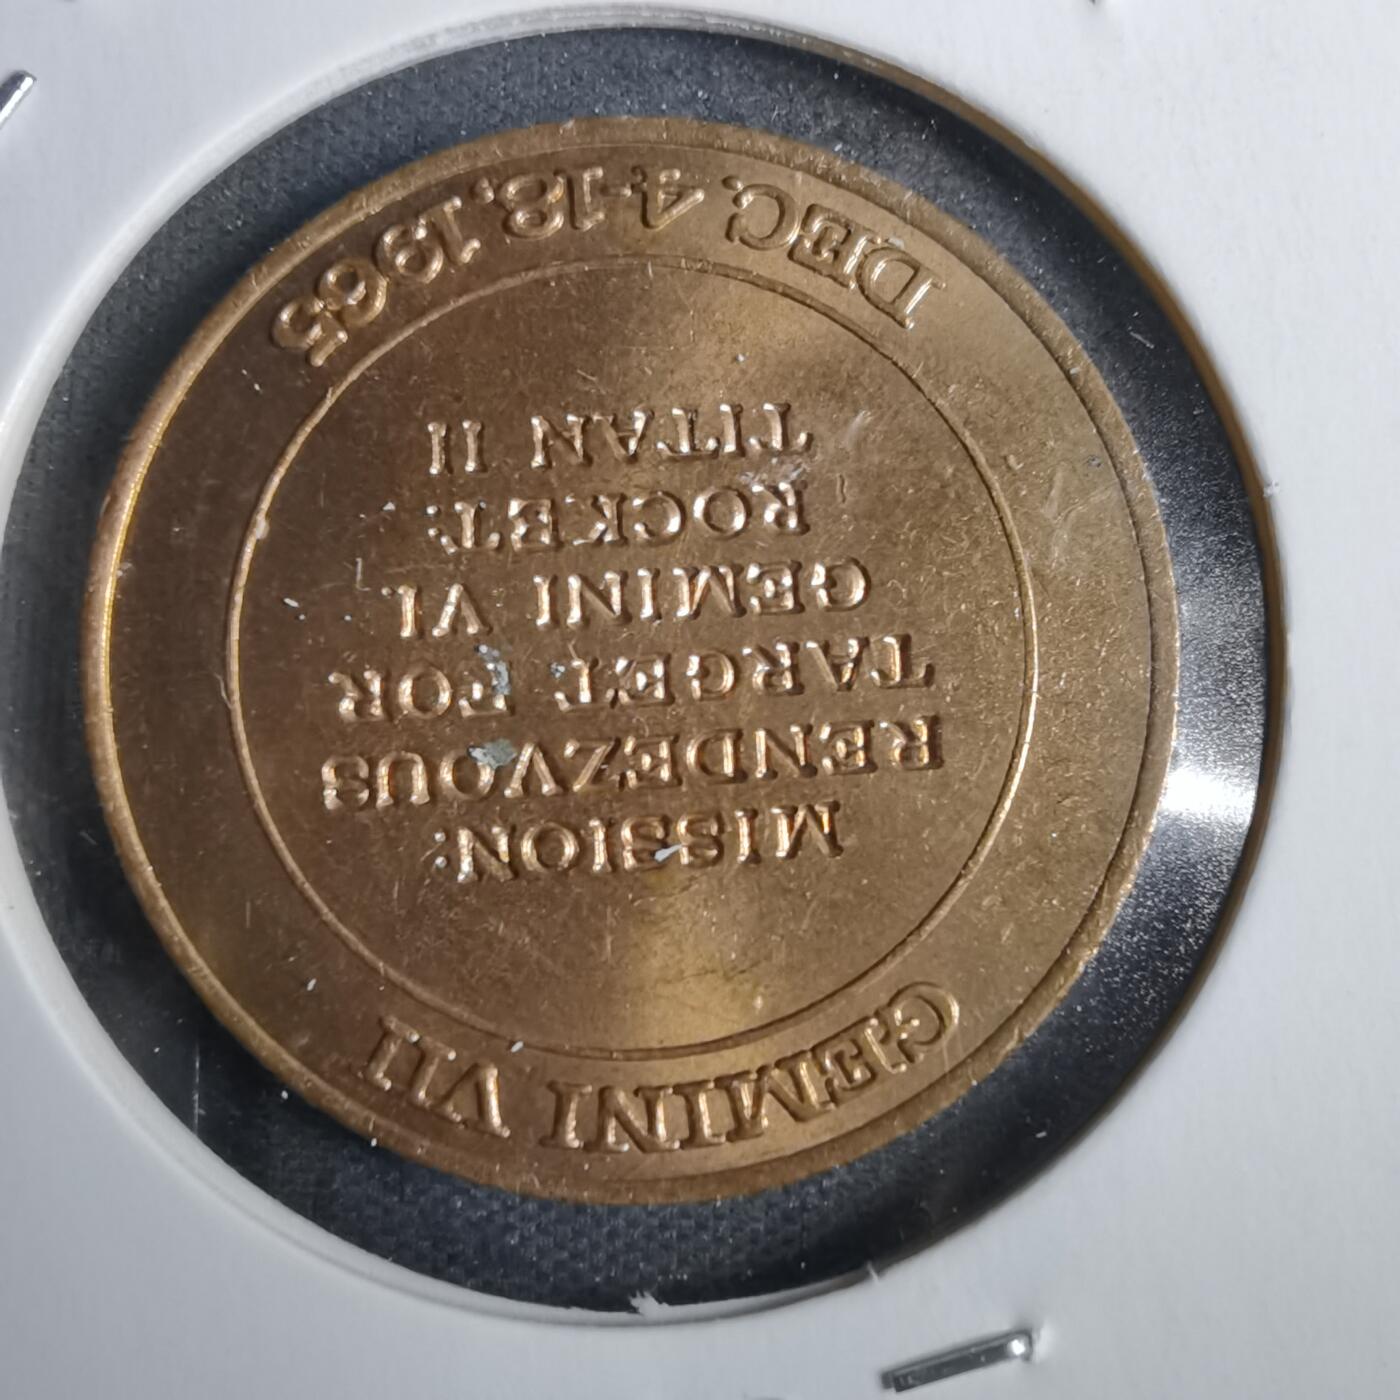 GEMINI VII
MISSION:
RENDEZVOUS
TARGET FOR
GEMINI VI.
ROCKET:
TITAN II
DEC. 4-18, 1965